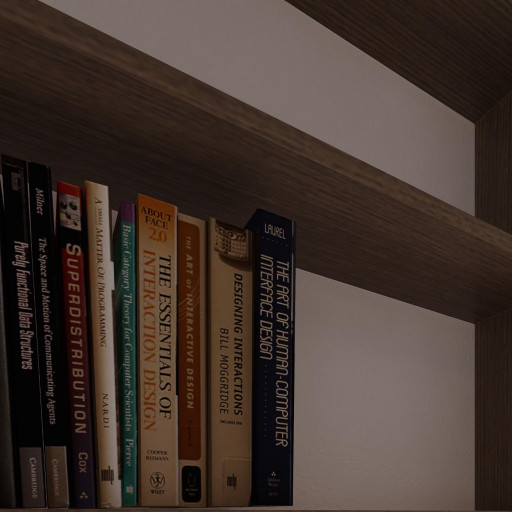 Purely Functional Data Structures
CAMBRIDGE
Milner
The Space and Motion of Communicating Agents
CAMBRIDGE
SUPERDISTRIBUTION
COX
A SMALL MATTER OF PROGRAMMING
NARDI
Basic Category Theory for Computer Scientists
Pierce
ABOUT
FACE
2.0
THE ESSENTIALS OF
INTERACTION DESIGN
COOPER
REIMANN
WILEY
THE ART OF INTERACTIVE DESIGN
DESIGNING INTERACTIONS
BILL MOGGRIDGE
LAUREL
THE ART OF HUMAN-COMPUTER
INTERFACE DESIGN